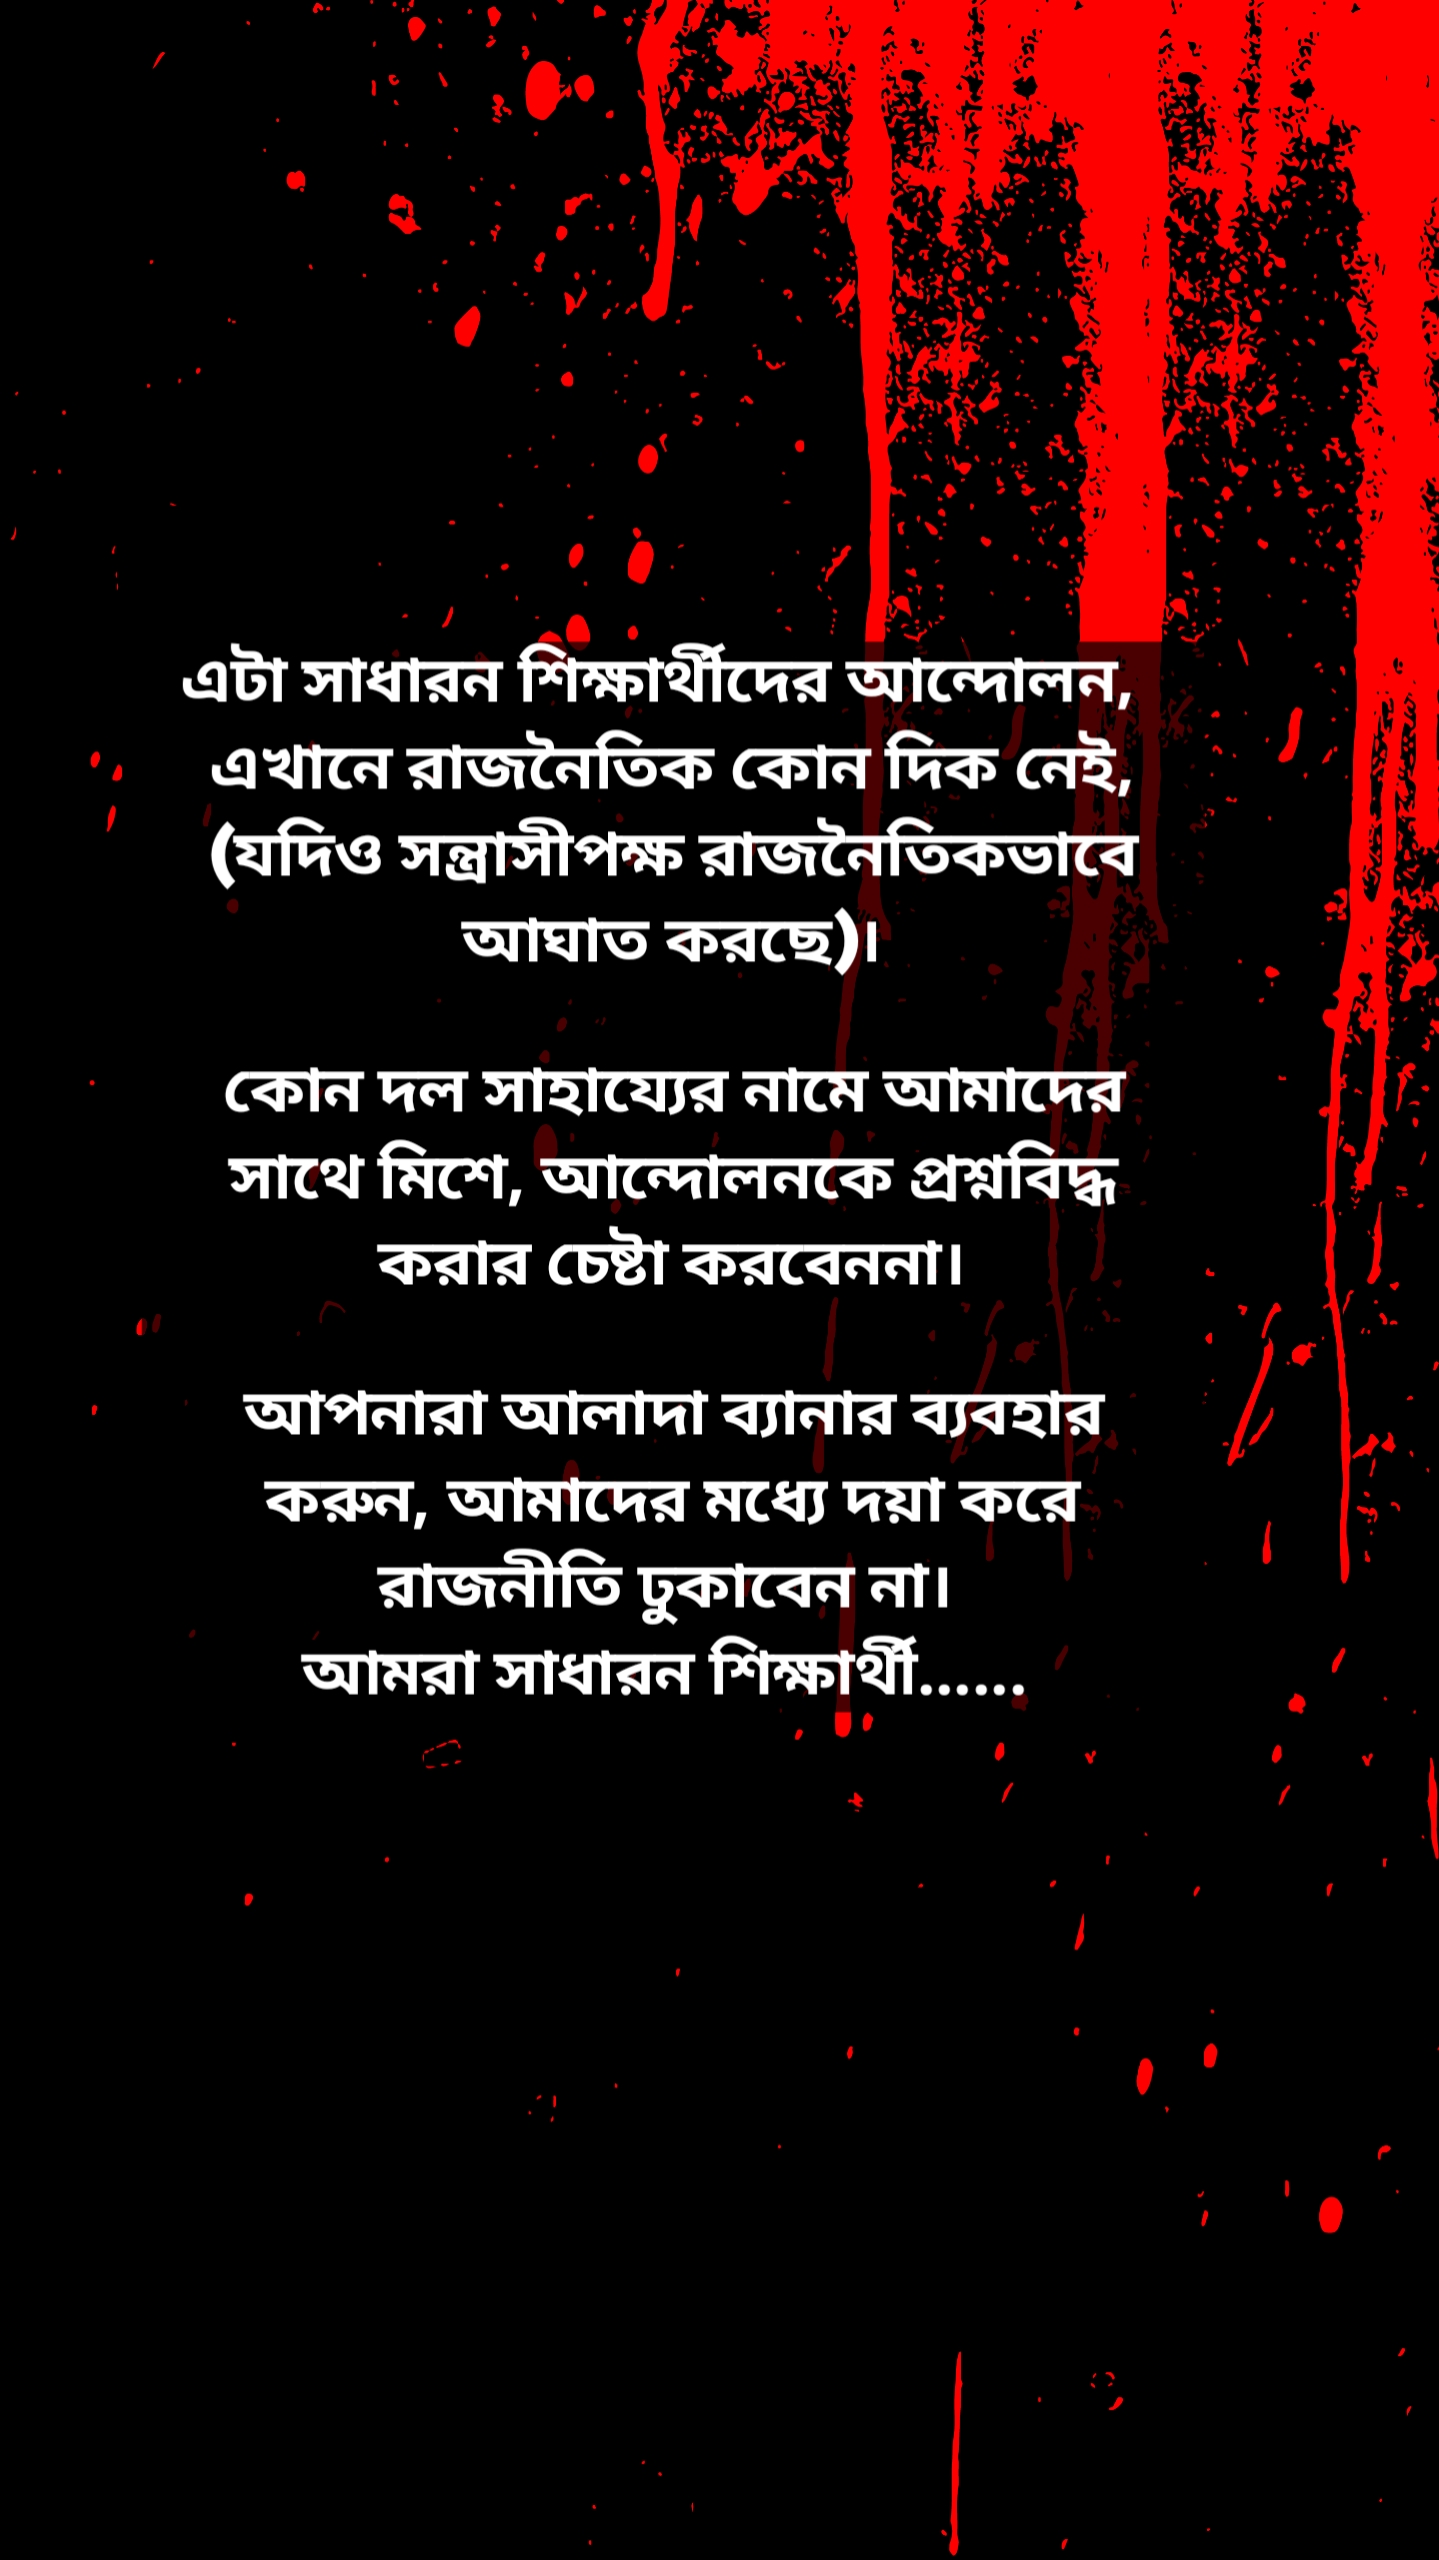 এটা সাধারন শিক্ষার্থীদের আন্দোলন,
এখানে রাজনৈতিক কোন দিক নেই,
(যদিও সন্ত্রাসীপক্ষ রাজনৈতিকভাবে
আঘাত করছে)।
কোন দল সাহায্যের নামে আমাদের
সাথে মিশে, আন্দোলনকে প্রশ্নবিদ্ধ
করার চেষ্টা করবেননা।
আপনারা আলাদা ব্যানার ব্যবহার
করুন, আমাদের মধ্যে দয়া করে
রাজনীতি ঢুকাবেন না।
আমরা সাধারন শিক্ষার্থী......